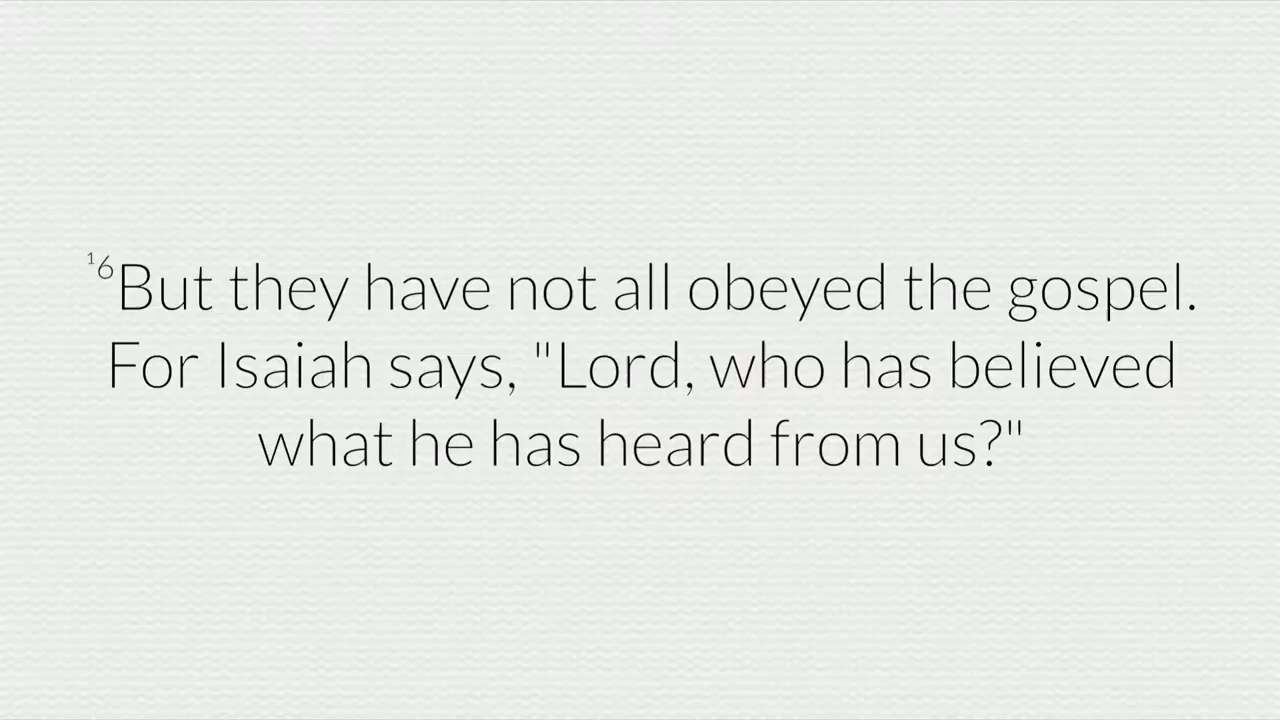 16But they have not all obeyed the gospel.
For Isaiah says, "Lord, who has believed
what he has heard from us?"